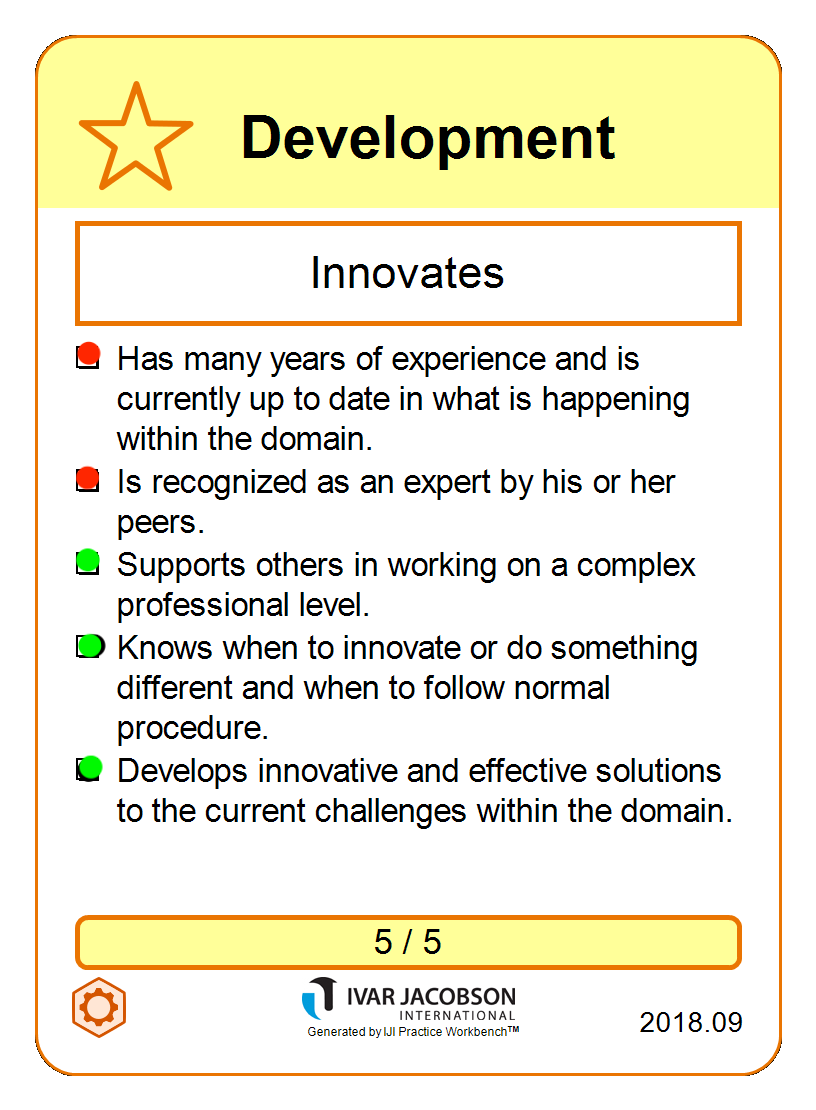 Development
Innovates
Has many years of experience and is
currently up to date in what is happening
within the domain.
Is recognized as an expert by his or her
peers.
Supports others in working on a complex
professional level.
Knows when to innovate or do something
different and when to follow normal
procedure.
Develops innovative and effective solutions
to the current challenges within the domain.
5 / 5
IVAR JACOBSON
INTERNATIONAL
Generated by IJI Practice Workbench™
2018.09